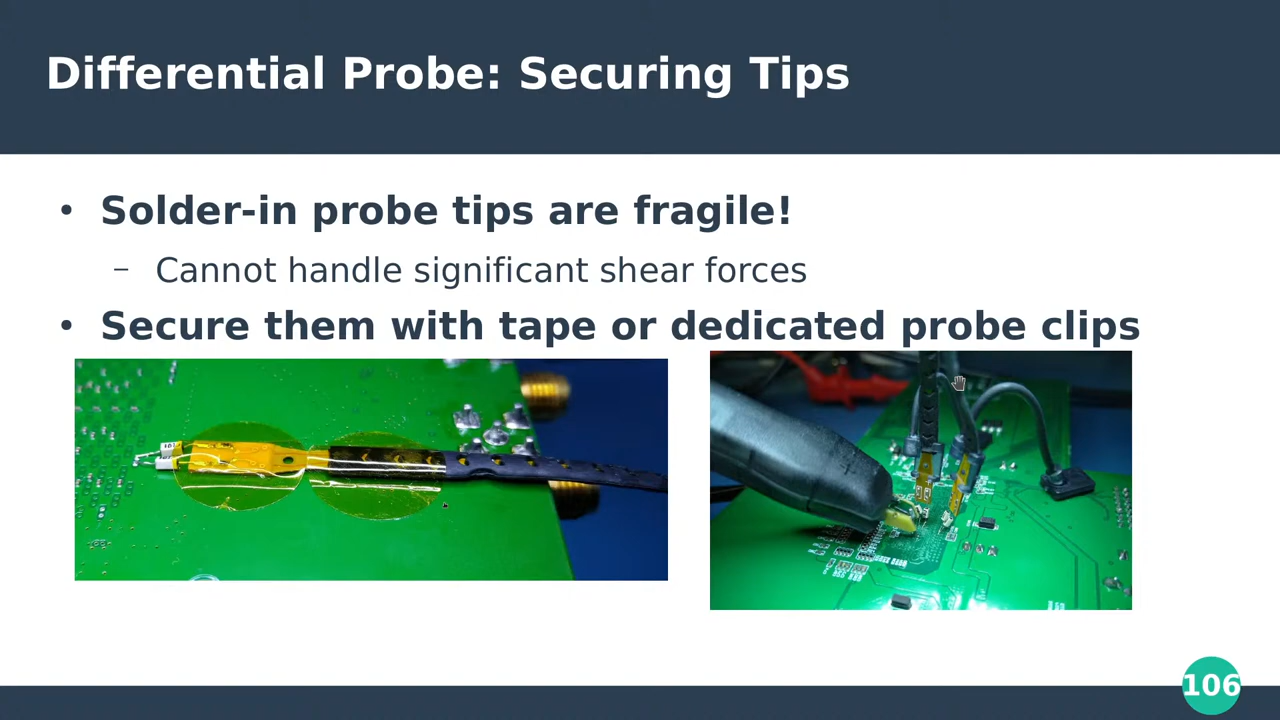 Differential Probe: Securing Tips
• Solder-in probe tips are fragile!
– Cannot handle significant shear forces
• Secure them with tape or dedicated probe clips
106